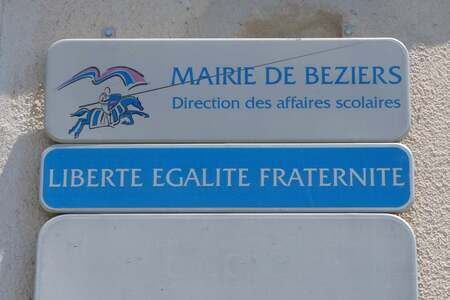 MAIRIE DE BEZIERS
Direction des affaires scolaires
LIBERTE EGALITE FRATERNITE